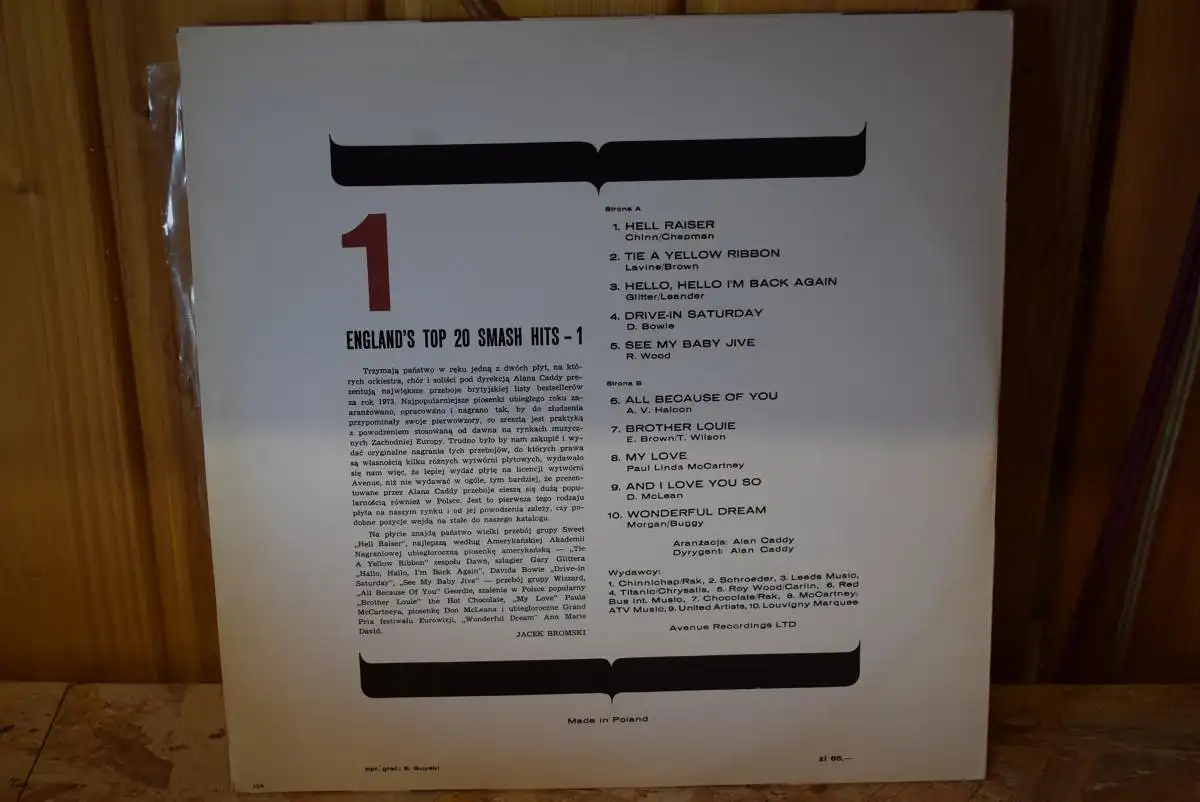 1
ENGLAND'S TOP 20 SMASH HITS – 1
Trzymają państwo w ręku jedną z dwóch płyt, na któ-
rych orkiestra, chór i soliści pod dyrekcją Alana Caddy pre-
zentują największe przeboje brytyjskiej listy bestsellerów
za rok 1973. Najpopularniejsze piosenki ubiegłego roku za-
aranżowano, opracowano i nagrano tak, by do złudzenia
przypominały swoje pierwowzory, co zresztą jest praktyką
z powodzeniem stosowaną od dawna na rynkach muzycz-
nych Zachodniej Europy. Trudno było by nam zakupić i wy-
dać oryginalne nagrania tych przebojów, do których prawa
są własnością kilku różnych wytwórni płytowych, wydawało
się nam więc, że lepiej wydać płytę na licencji wytwórni
Avenue, niż nie wydawać w ogóle, tym bardziej, że prezen-
towane przez Alana Caddy przeboje cieszą się dużą popu-
larnością również w Polsce. Jest to pierwsza tego rodzaju
płyta na naszym rynku i od jej powodzenia zależy, czy po-
dobne pozycje wejdą na stałe do naszego katalogu.
Na płycie znajdą państwo wielki przebój grupy Sweet
„Hell Raiser", najlepszą według Amerykańskiej Akademii
Nagraniowej ubiegłoroczną piosenkę amerykańską — „Tie
A Yellow Ribbon" zespołu Dawn, szlagier Gary Glittera
„Hallo, Hallo, I'm Back Again", Davida Bowie „Drive-in
Saturday", „See My Baby Jive" — przebój grupy Wizzard,
„All Because Of You" Geordie, szalenie w Polsce popularny
„Brother Louie" the Hot Chocolate, „My Love" Paula
McCartneya, piosenkę Don McLeana i ubiegłoroczne Grand
Prix festiwalu Eurowizji, „Wonderful Dream" Ann Marie
David.
JACEK BROMSKI
Strona A
1. HELL RAISER
Chinn/Chapman
2. TIE A YELLOW RIBBON
Lavine/Brown
3. HELLO, HELLO I'M BACK AGAIN
Glitter/Leander
4. DRIVE-IN SATURDAY
D. Bowie
5. SEE MY BABY JIVE
R. Wood
Strona B
6. ALL BECAUSE OF YOU
A. V. Halcon
7. BROTHER LOUIE
E. Brown/T. Wilson
8. MY LOVE
Paul Linda McCartney
9. AND I LOVE YOU SO
D. McLean
10. WONDERFUL DREAM
Morgan/Buggy
Aranżacja: Alan Caddy
Dyrygent: Alan Caddy
Wydawcy:
1. Chinnichap/Rak, 2. Schroeder, 3. Leeds Music,
4. Titanic/Chrysalis, 5. Roy Wood/Carlin, 6. Red
Bus int. Music, 7. Chocolate/Rak, 8. McCartney/
ATV Music, 9. United Artists, 10. Louvigny Marquee
Avenue Recordings LTD
Made in Poland
opr. graf.: S. Guyski
zł 65,—